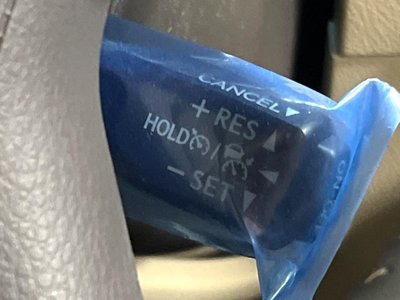 CANCEL▼
+ RES ▲
HOLD / ◄
− SET ▼